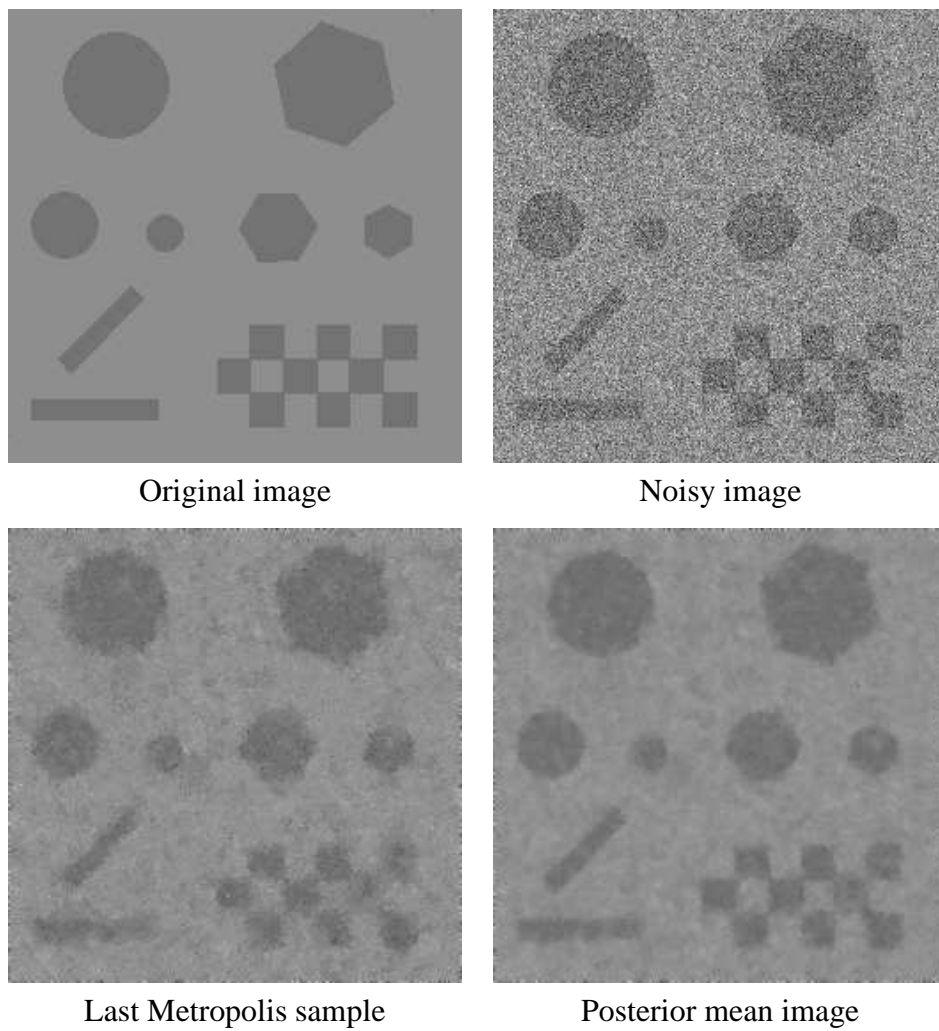 Original image
Noisy image
Last Metropolis sample
Posterior mean image